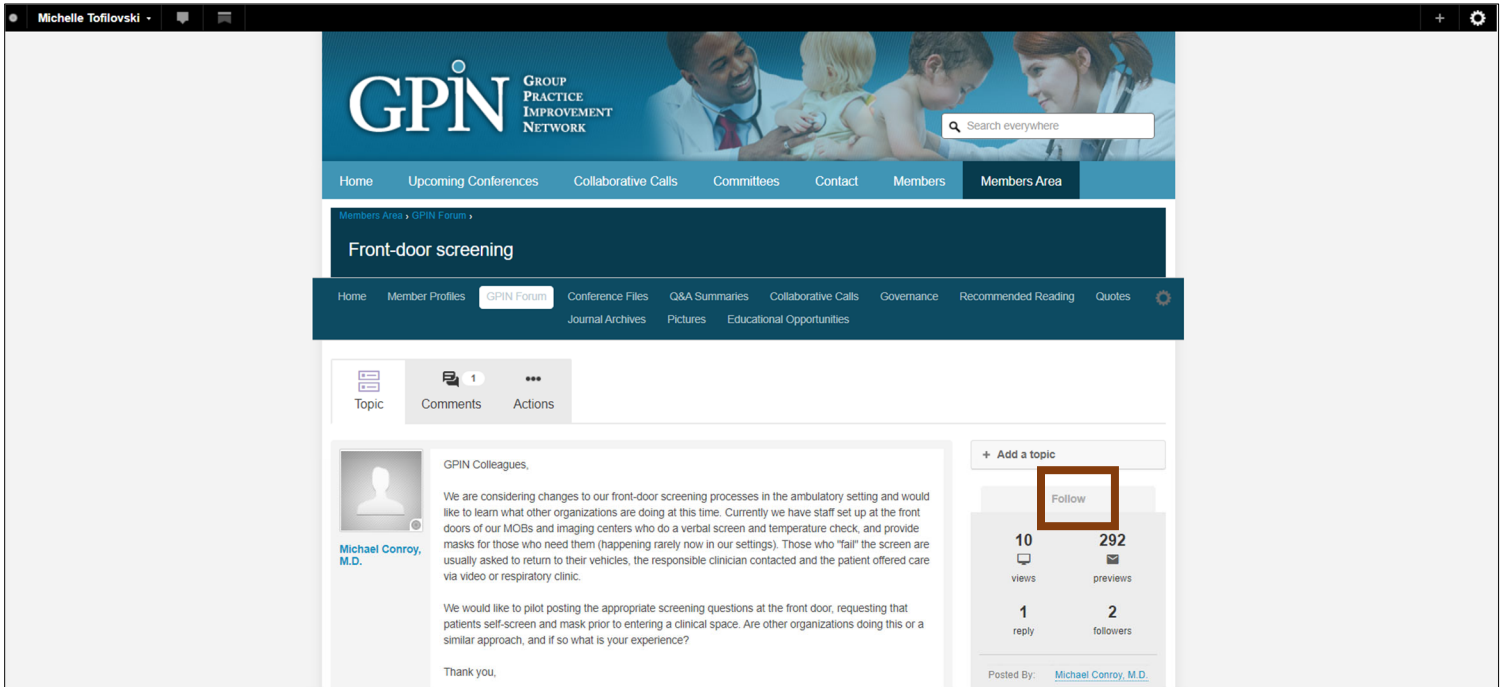 Michelle Tofilovski
GPIN
GROUP
PRACTICE
IMPROVEMENT
NETWORK
Search everywhere
Home Upcoming Conferences Collaborative Calls Committees Contact Members Members Area
Members Area › GPIN Forum ›
Front-door screening
Home Member Profiles GPIN Forum Conference Files Q&A Summaries Collaborative Calls Governance Recommended Reading Quotes
Journal Archives Pictures Educational Opportunities
1
Topic Comments Actions
GPIN Colleagues,
We are considering changes to our front-door screening processes in the ambulatory setting and would
like to learn what other organizations are doing at this time. Currently we have staff set up at the front
doors of our MOBs and imaging centers who do a verbal screen and temperature check, and provide
masks for those who need them (happening rarely now in our settings). Those who "fail" the screen are
usually asked to return to their vehicles, the responsible clinician contacted and the patient offered care
via video or respiratory clinic.
We would like to pilot posting the appropriate screening questions at the front door, requesting that
patients self-screen and mask prior to entering a clinical space. Are other organizations doing this or a
similar approach, and if so what is your experience?
Thank you,
Michael Conroy,
M.D.
+ Add a topic
Follow
10 292
views previews
1 2
reply followers
Posted By: Michael Conroy, M.D.